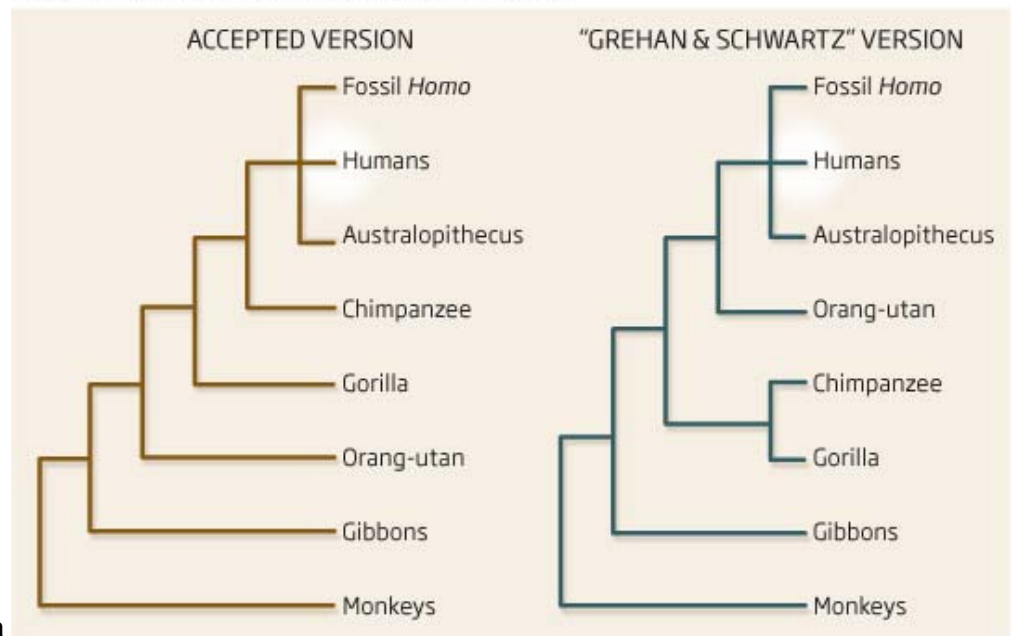 ACCEPTED VERSION
Fossil Homo
Humans
Australopithecus
Chimpanzee
Gorilla
Orang-utan
Gibbons
Monkeys
"GREHAN & SCHWARTZ" VERSION
Fossil Homo
Humans
Australopithecus
Orang-utan
Chimpanzee
Gorilla
Gibbons
Monkeys